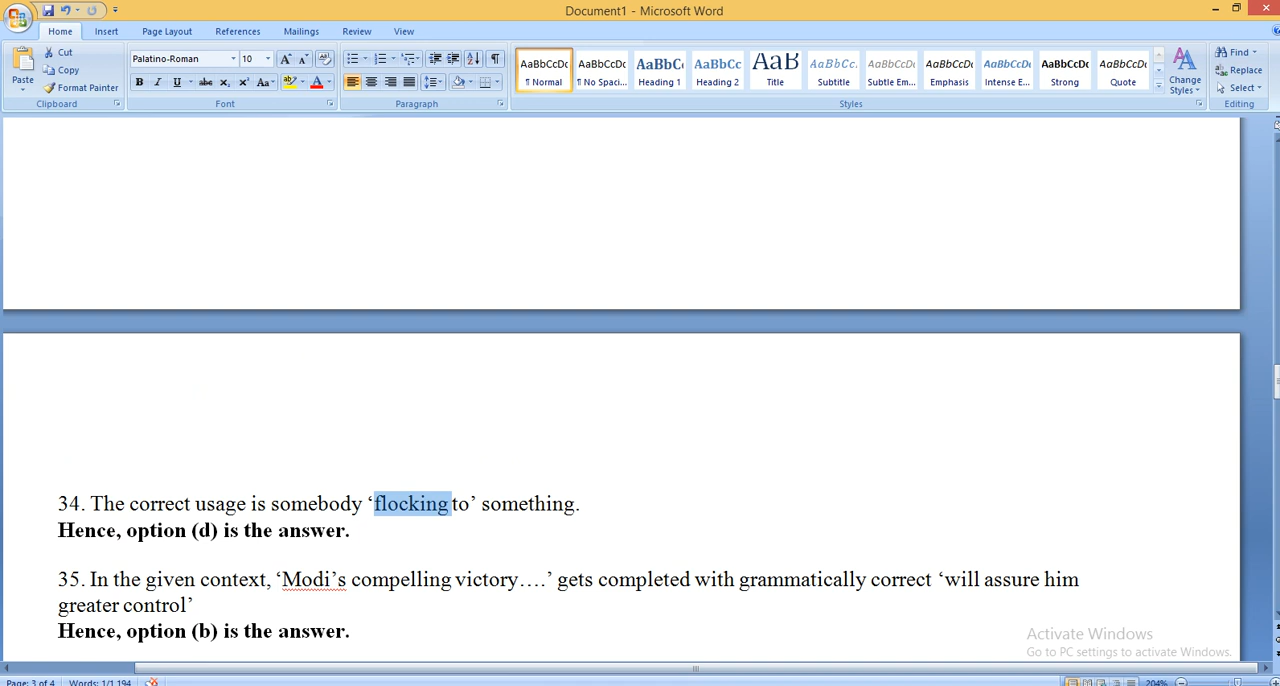 Document1 - Microsoft Word
Home Insert Page Layout References Mailings Review View
Paste Cut Copy Format Painter Clipboard
Palatino-Roman 10 Font
Paragraph
AaBbCcDc ¶ Normal
AaBbCcDc ¶ No Spaci...
AaBbC Heading 1
AaBbCc Heading 2
AaB Title
AaBbCc. Subtitle
AaBbCcDc Subtle Em...
AaBbCcDc Emphasis
AaBbCcDc Intense E...
AaBbCcDc Strong
AaBbCcDc Quote
Change Styles
Styles
Find
Replace
Select
Editing
34. The correct usage is somebody ‘flocking to’ something.
Hence, option (d) is the answer.
35. In the given context, ‘Modi’s compelling victory….’ gets completed with grammatically correct ‘will assure him
greater control’
Hence, option (b) is the answer.
Activate Windows
Go to PC settings to activate Windows.
Page: 3 of 4 Words: 1/1,194 204%